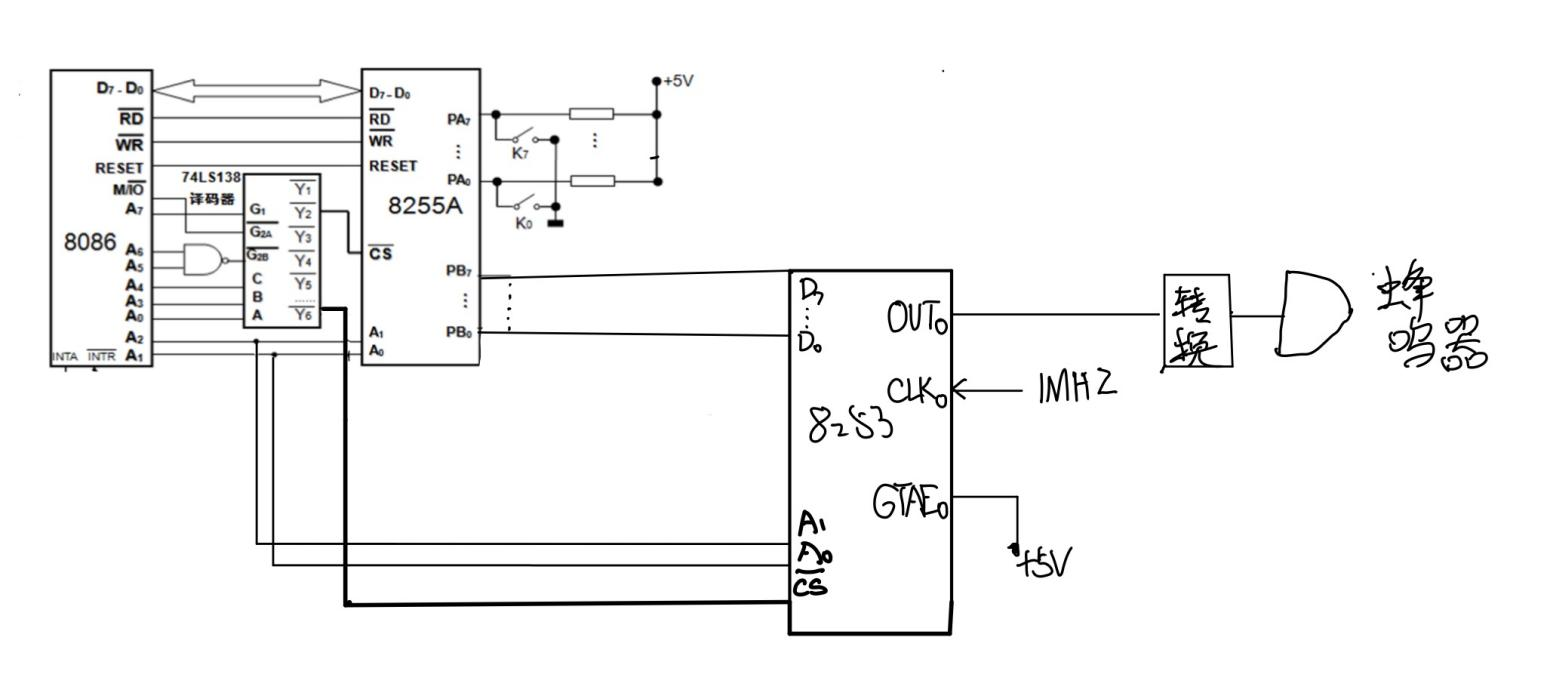 D7 - D0
RD
WR
RESET
M/IO
A7
8086
A6
A5
A4
A3
A0
A2
INTA INTR A1
74LS138
译码器
G1
G2A
G2B
C
B
A
Y1
Y2
Y3
Y4
Y5
......
Y6
D7 - D0
RD
WR
RESET
8255A
CS
A1
A0
PA7
⋮
PA0
PB7
⋮
PB0
+5V
K7
⋮
K0
D7
⋮
D0
8253
A1
A0
CS
OUT0
CLK0
GTAE0
1MHZ
+5V
转
换
蜂
鸣器